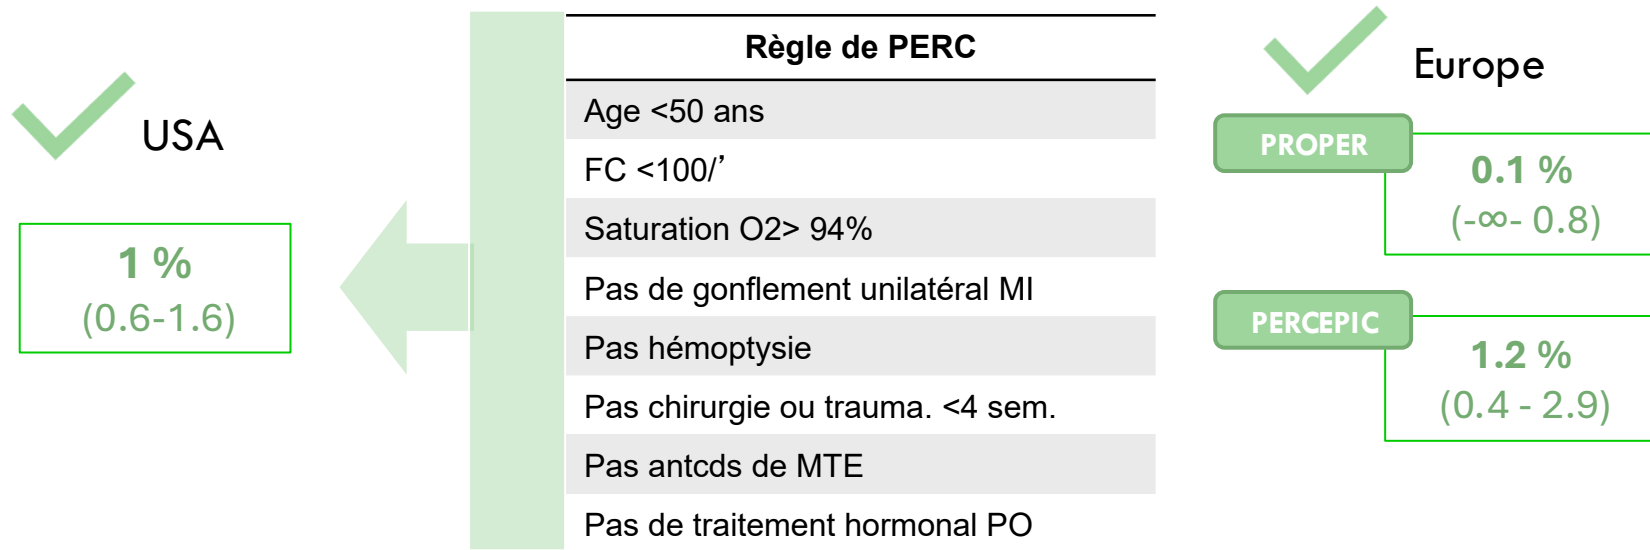 USA
1 %
(0.6-1.6)
Règle de PERC
Age <50 ans
FC <100/’
Saturation O2> 94%
Pas de gonflement unilatéral MI
Pas hémoptysie
Pas chirurgie ou trauma. <4 sem.
Pas antcds de MTE
Pas de traitement hormonal PO
Europe
PROPER
0.1 %
(-∞- 0.8)
PERCEPIC
1.2 %
(0.4 - 2.9)